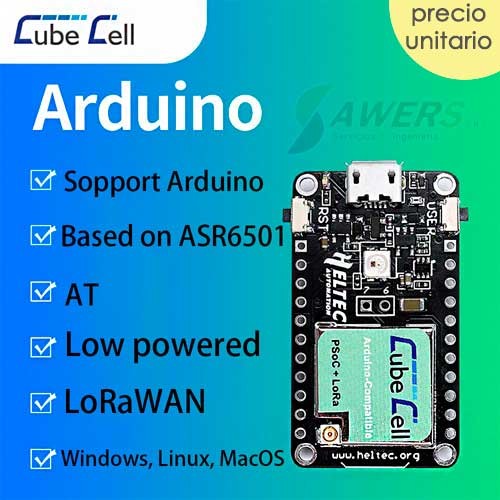 Cube Cell
precio
unitario
Arduino
SAWERS
Sopport Arduino
Based on ASR6501
AT
Low powered
LoRaWAN
Windows, Linux, MacOS
RST
USER
HELTEC
AUTOMATION
6
Cube Cell
Arduino-Compatible
PSoC + LoRa
www.heltec.org